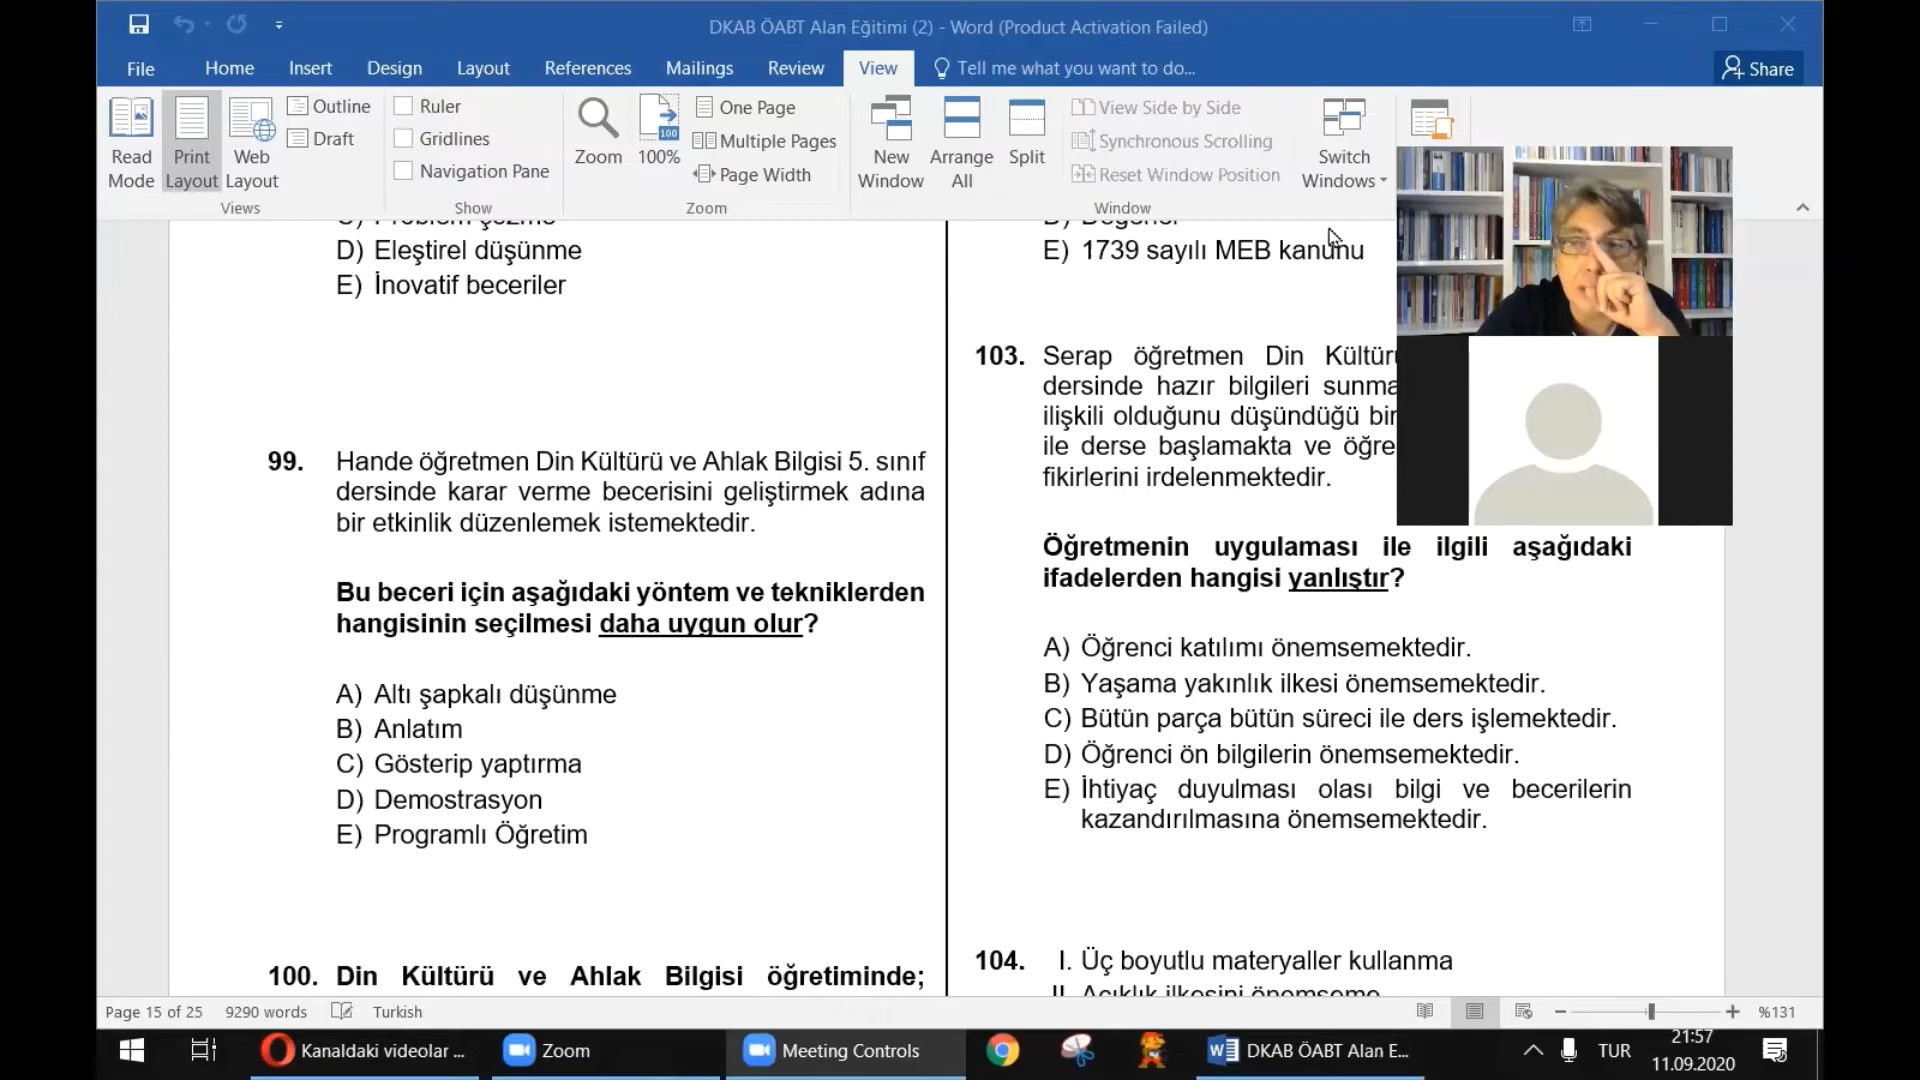 DKAB ÖABT Alan Eğitimi (2) - Word (Product Activation Failed)
File Home Insert Design Layout References Mailings Review View Tell me what you want to do... Share
Read Mode
Print Layout
Web Layout
Outline
Draft
Views
Ruler
Gridlines
Navigation Pane
Show
Zoom
100
100%
One Page
Multiple Pages
Page Width
Zoom
New Window
Arrange All
Split
View Side by Side
Synchronous Scrolling
Reset Window Position
Switch Windows
Window
D) Eleştirel düşünme
E) İnovatif beceriler
99. Hande öğretmen Din Kültürü ve Ahlak Bilgisi 5. sınıf
dersinde karar verme becerisini geliştirmek adına
bir etkinlik düzenlemek istemektedir.
Bu beceri için aşağıdaki yöntem ve tekniklerden
hangisinin seçilmesi daha uygun olur?
A) Altı şapkalı düşünme
B) Anlatım
C) Gösterip yaptırma
D) Demostrasyon
E) Programlı Öğretim
100. Din Kültürü ve Ahlak Bilgisi öğretiminde;
E) 1739 sayılı MEB kanunu
103. Serap öğretmen Din Kültürü
dersinde hazır bilgileri sunma
ilişkili olduğunu düşündüğü bir
ile derse başlamakta ve öğre
fikirlerini irdelenmektedir.
Öğretmenin uygulaması ile ilgili aşağıdaki
ifadelerden hangisi yanlıştır?
A) Öğrenci katılımı önemsemektedir.
B) Yaşama yakınlık ilkesi önemsemektedir.
C) Bütün parça bütün süreci ile ders işlemektedir.
D) Öğrenci ön bilgilerin önemsemektedir.
E) İhtiyaç duyulması olası bilgi ve becerilerin
kazandırılmasına önemsemektedir.
104. I. Üç boyutlu materyaller kullanma
II. Açıklık ilkesini önemseme
Page 15 of 25 9290 words Turkish %131
Kanaldaki videolar ... Zoom Meeting Controls DKAB ÖABT Alan E... TUR 21:57
11.09.2020